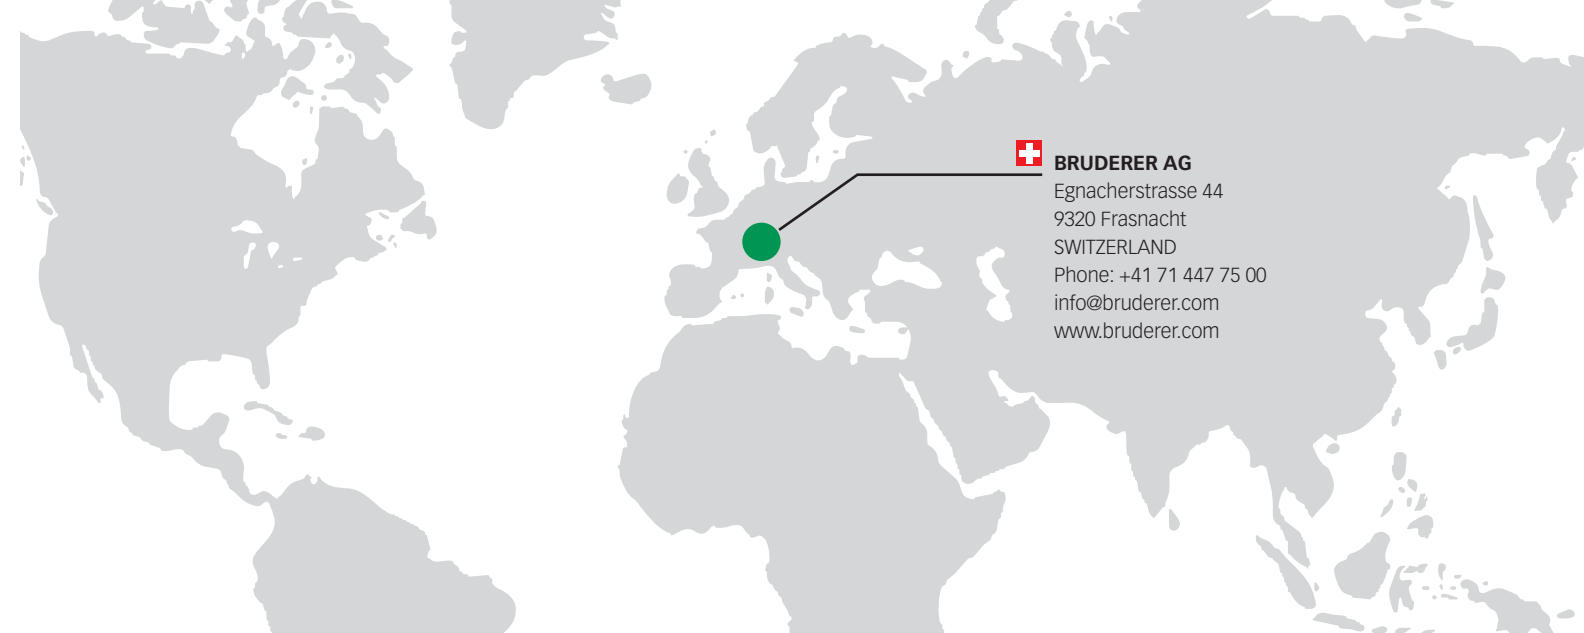 BRUDERER AG
Egnacherstrasse 44
9320 Frasnacht
SWITZERLAND
Phone: +41 71 447 75 00
info@bruderer.com
www.bruderer.com